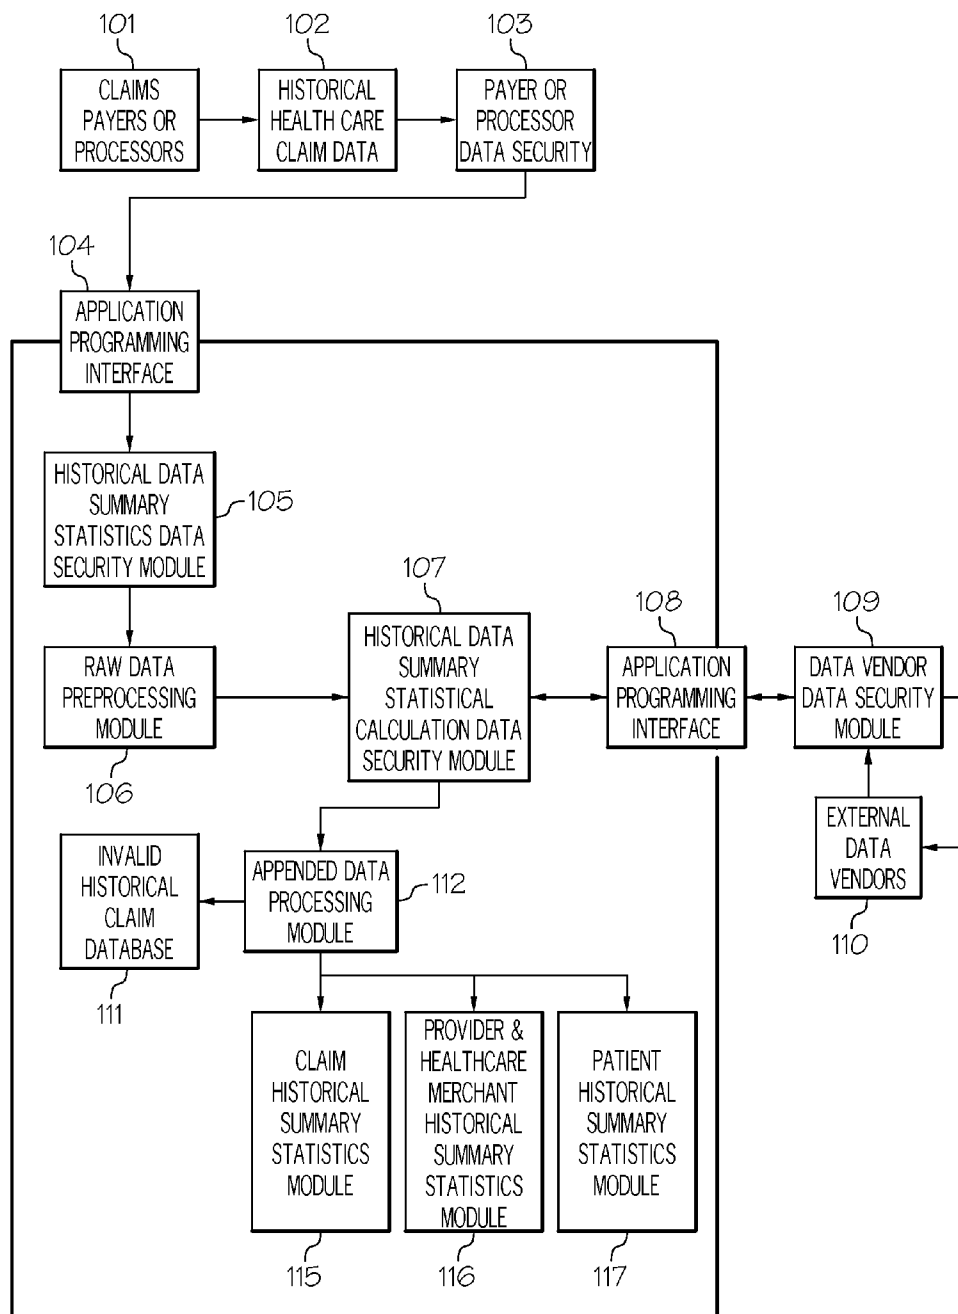 101
CLAIMS
PAYERS OR
PROCESSORS
102
HISTORICAL
HEALTH CARE
CLAIM DATA
103
PAYER OR
PROCESSOR
DATA SECURITY
104
APPLICATION
PROGRAMMING
INTERFACE
HISTORICAL DATA
SUMMARY
STATISTICS DATA
SECURITY MODULE
105
RAW DATA
PREPROCESSING
MODULE
106
107
HISTORICAL DATA
SUMMARY
STATISTICAL
CALCULATION DATA
SECURITY MODULE
108
APPLICATION
PROGRAMMING
INTERFACE
109
DATA VENDOR
DATA SECURITY
MODULE
EXTERNAL
DATA
VENDORS
110
INVALID
HISTORICAL
CLAIM
DATABASE
111
APPENDED DATA
PROCESSING
MODULE
112
CLAIM
HISTORICAL
SUMMARY
STATISTICS
MODULE
115
PROVIDER &
HEALTHCARE
MERCHANT
HISTORICAL
SUMMARY
STATISTICS
MODULE
116
PATIENT
HISTORICAL
SUMMARY
STATISTICS
MODULE
117